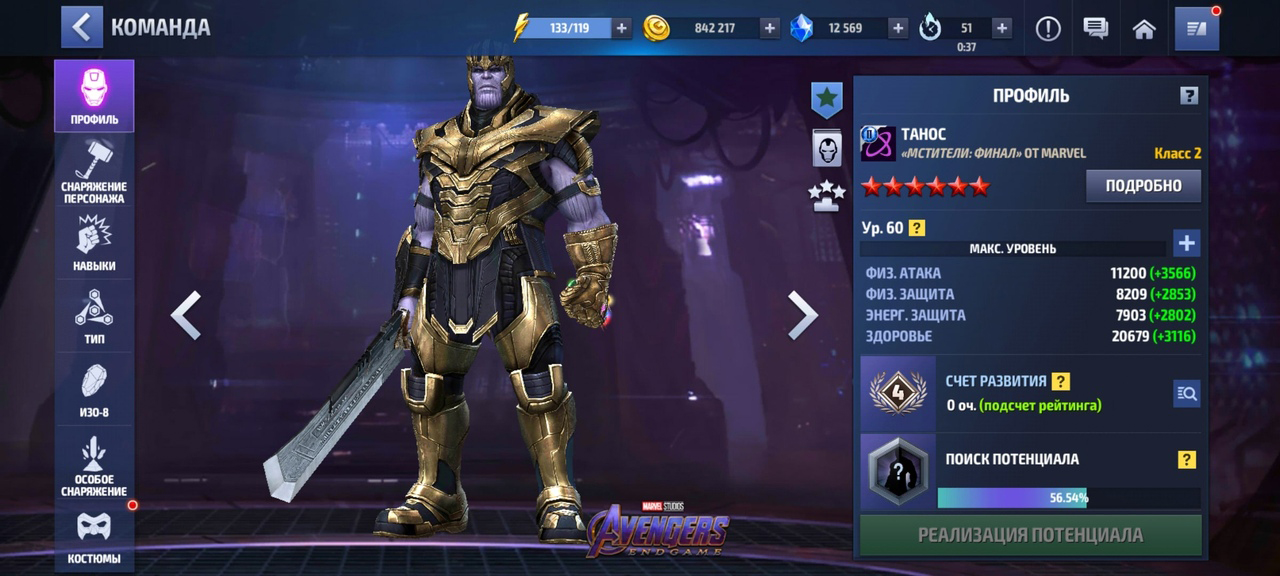 КОМАНДА
133/119
842 217
12 569
51
0:37
ПРОФИЛЬ
СНАРЯЖЕНИЕ
ПЕРСОНАЖА
НАВЫКИ
ТИП
ИЗО-8
ОСОБОЕ
СНАРЯЖЕНИЕ
КОСТЮМЫ
MARVEL STUDIOS
AVENGERS
ENDGAME
ПРОФИЛЬ
?
ТАНОС
«МСТИТЕЛИ: ФИНАЛ» ОТ MARVEL
Класс 2
ПОДРОБНО
Ур. 60 ?
МАКС. УРОВЕНЬ
ФИЗ. АТАКА 11200 (+3566)
ФИЗ. ЗАЩИТА 8209 (+2853)
ЭНЕРГ. ЗАЩИТА 7903 (+2802)
ЗДОРОВЬЕ 20679 (+3116)
4
СЧЕТ РАЗВИТИЯ ?
0 оч. (подсчет рейтинга)
?
ПОИСК ПОТЕНЦИАЛА ?
56.54%
РЕАЛИЗАЦИЯ ПОТЕНЦИАЛА